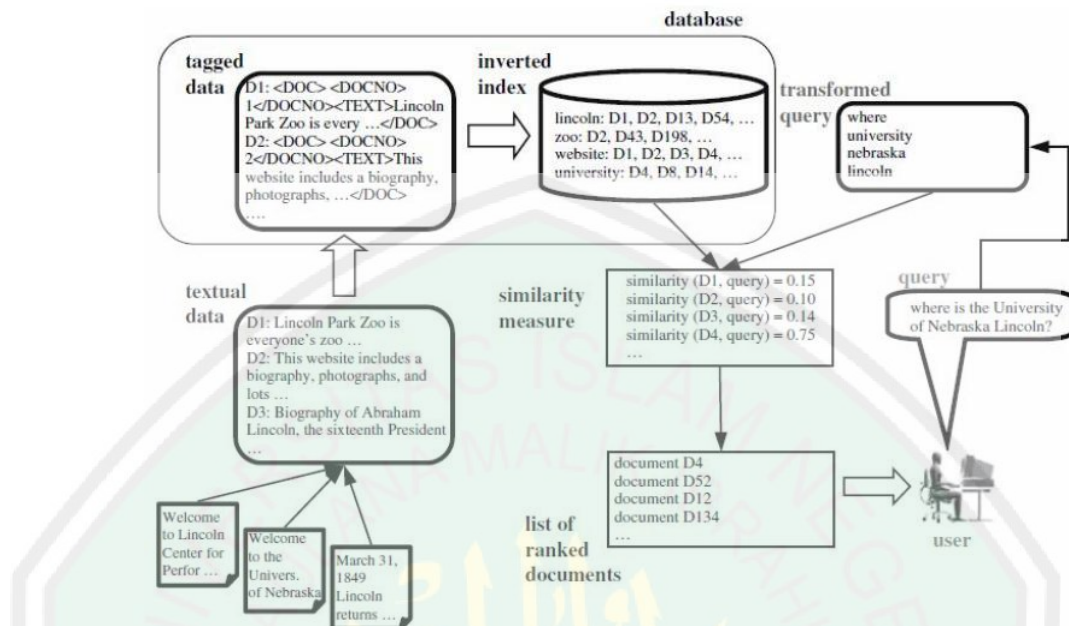 database
tagged
data
D1: <DOC> <DOCNO>
1</DOCNO><TEXT>Lincoln
Park Zoo is every …</DOC>
D2: <DOC> <DOCNO>
2</DOCNO><TEXT>This
website includes a biography,
photographs, …</DOC>
….
inverted
index
lincoln: D1, D2, D13, D54, …
zoo: D2, D43, D198, …
website: D1, D2, D3, D4, …
university: D4, D8, D14, …
transformed
query
where
university
nebraska
lincoln
textual
data
D1: Lincoln Park Zoo is
everyone's zoo …
D2: This website includes a
biography, photographs, and
lots …
D3: Biography of Abraham
Lincoln, the sixteenth President
…
similarity
measure
similarity (D1, query) = 0.15
similarity (D2, query) = 0.10
similarity (D3, query) = 0.14
similarity (D4, query) = 0.75
…
query
where is the University
of Nebraska Lincoln?
Welcome
to Lincoln
Center for
Perfor …
Welcome
to the
Univers.
of Nebraska
March 31,
1849
Lincoln
returns …
list of
ranked
documents
document D4
document D52
document D12
document D134
…
user